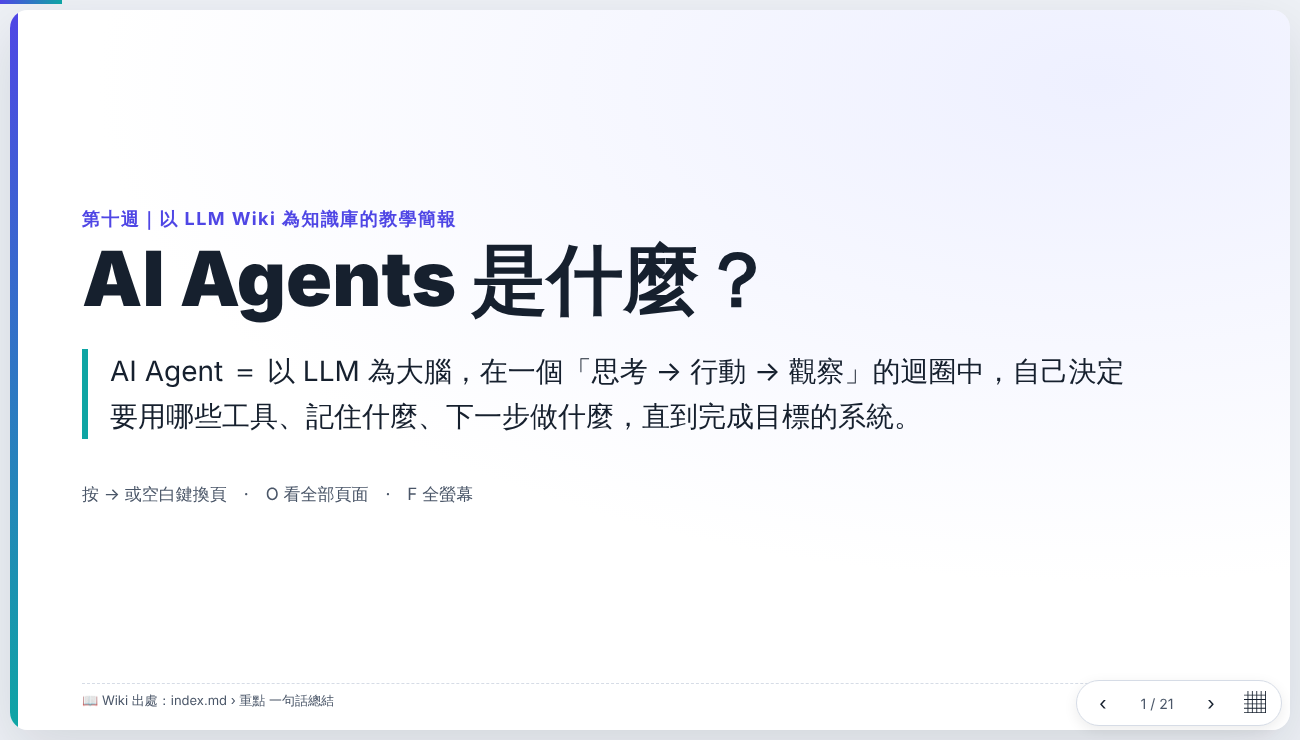 第十週｜以 LLM Wiki 為知識庫的教學簡報
AI Agents 是什麼？
AI Agent ＝ 以 LLM 為大腦，在一個「思考 → 行動 → 觀察」的迴圈中，自己決定
要用哪些工具、記住什麼、下一步做什麼，直到完成目標的系統。
按 → 或空白鍵換頁　·　O 看全部頁面　·　F 全螢幕
📖 Wiki 出處：index.md › 重點 一句話總結
‹ 1 / 21 ›